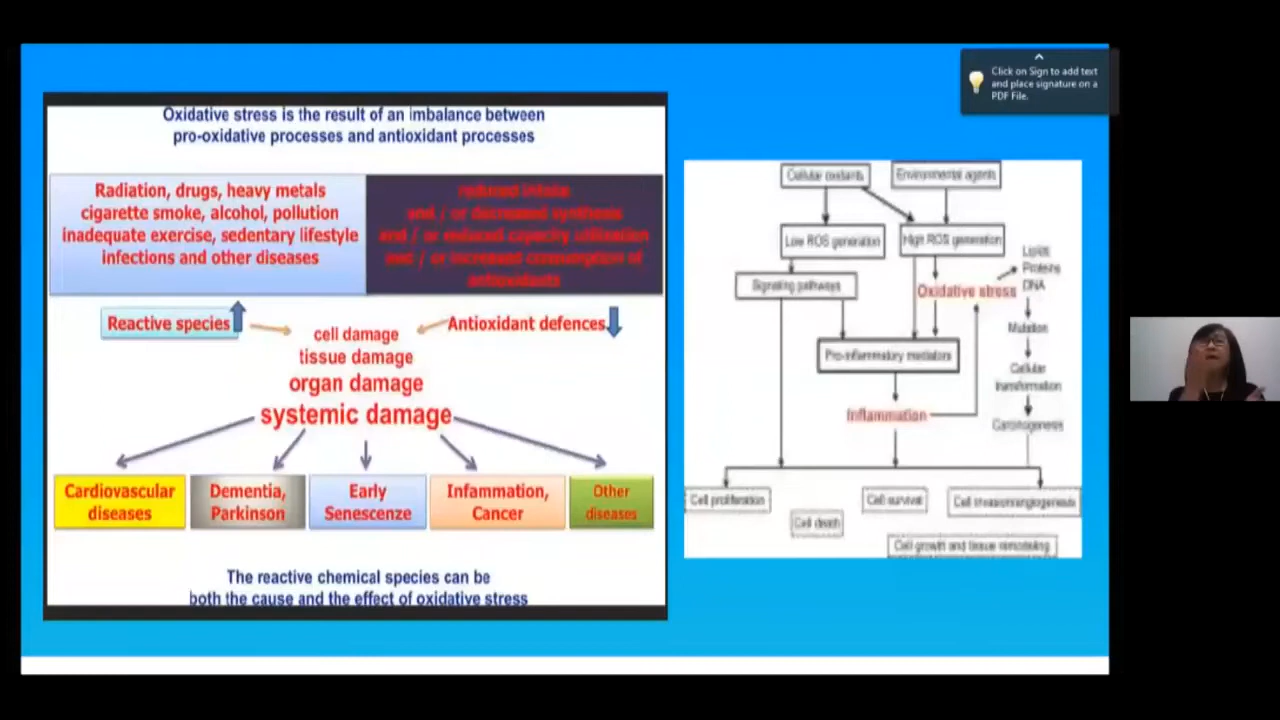 Click on Sign to add text
and place signature on a
PDF File.
Oxidative stress is the result of an imbalance between
pro-oxidative processes and antioxidant processes
Radiation, drugs, heavy metals
cigarette smoke, alcohol, pollution
inadequate exercise, sedentary lifestyle
infections and other diseases
reduced intake
and / or decreased synthesis
and / or reduced capacity utilization
and / or increased consumption of
antioxidants
Reactive species
Antioxidant defences
cell damage
tissue damage
organ damage
systemic damage
Cardiovascular
diseases
Dementia,
Parkinson
Early
Senescenze
Infammation,
Cancer
Other
diseases
The reactive chemical species can be
both the cause and the effect of oxidative stress
Cellular oxidants
Environmental agents
Low ROS generation
High ROS generation
Lipids
Proteins
DNA
Signaling pathways
Oxidative stress
Mutation
Pro-inflammatory mediators
Cellular
transformation
Inflammation
Carcinogenesis
Cell proliferation
Cell survival
Cell invasion/angiogenesis
Cell death
Cell growth and tissue remodeling